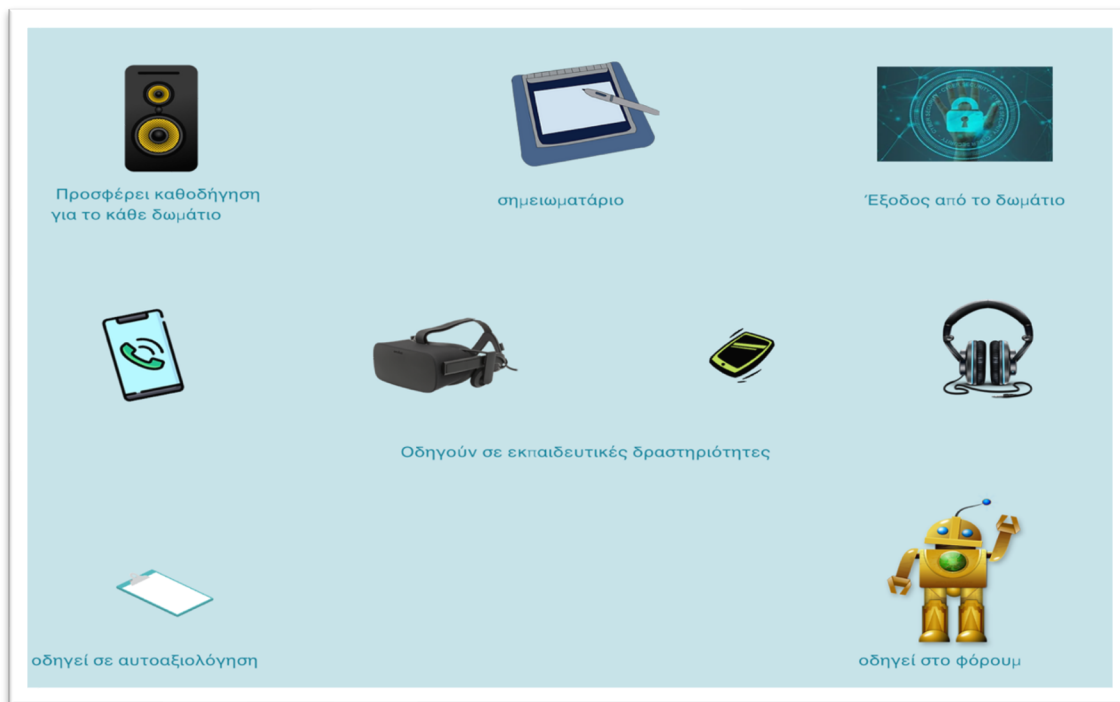 Προσφέρει καθοδήγηση
για το κάθε δωμάτιο
σημειωματάριο
Έξοδος από το δωμάτιο
Οδηγούν σε εκπαιδευτικές δραστηριότητες
οδηγεί σε αυτοαξιολόγηση
οδηγεί στο φόρουμ